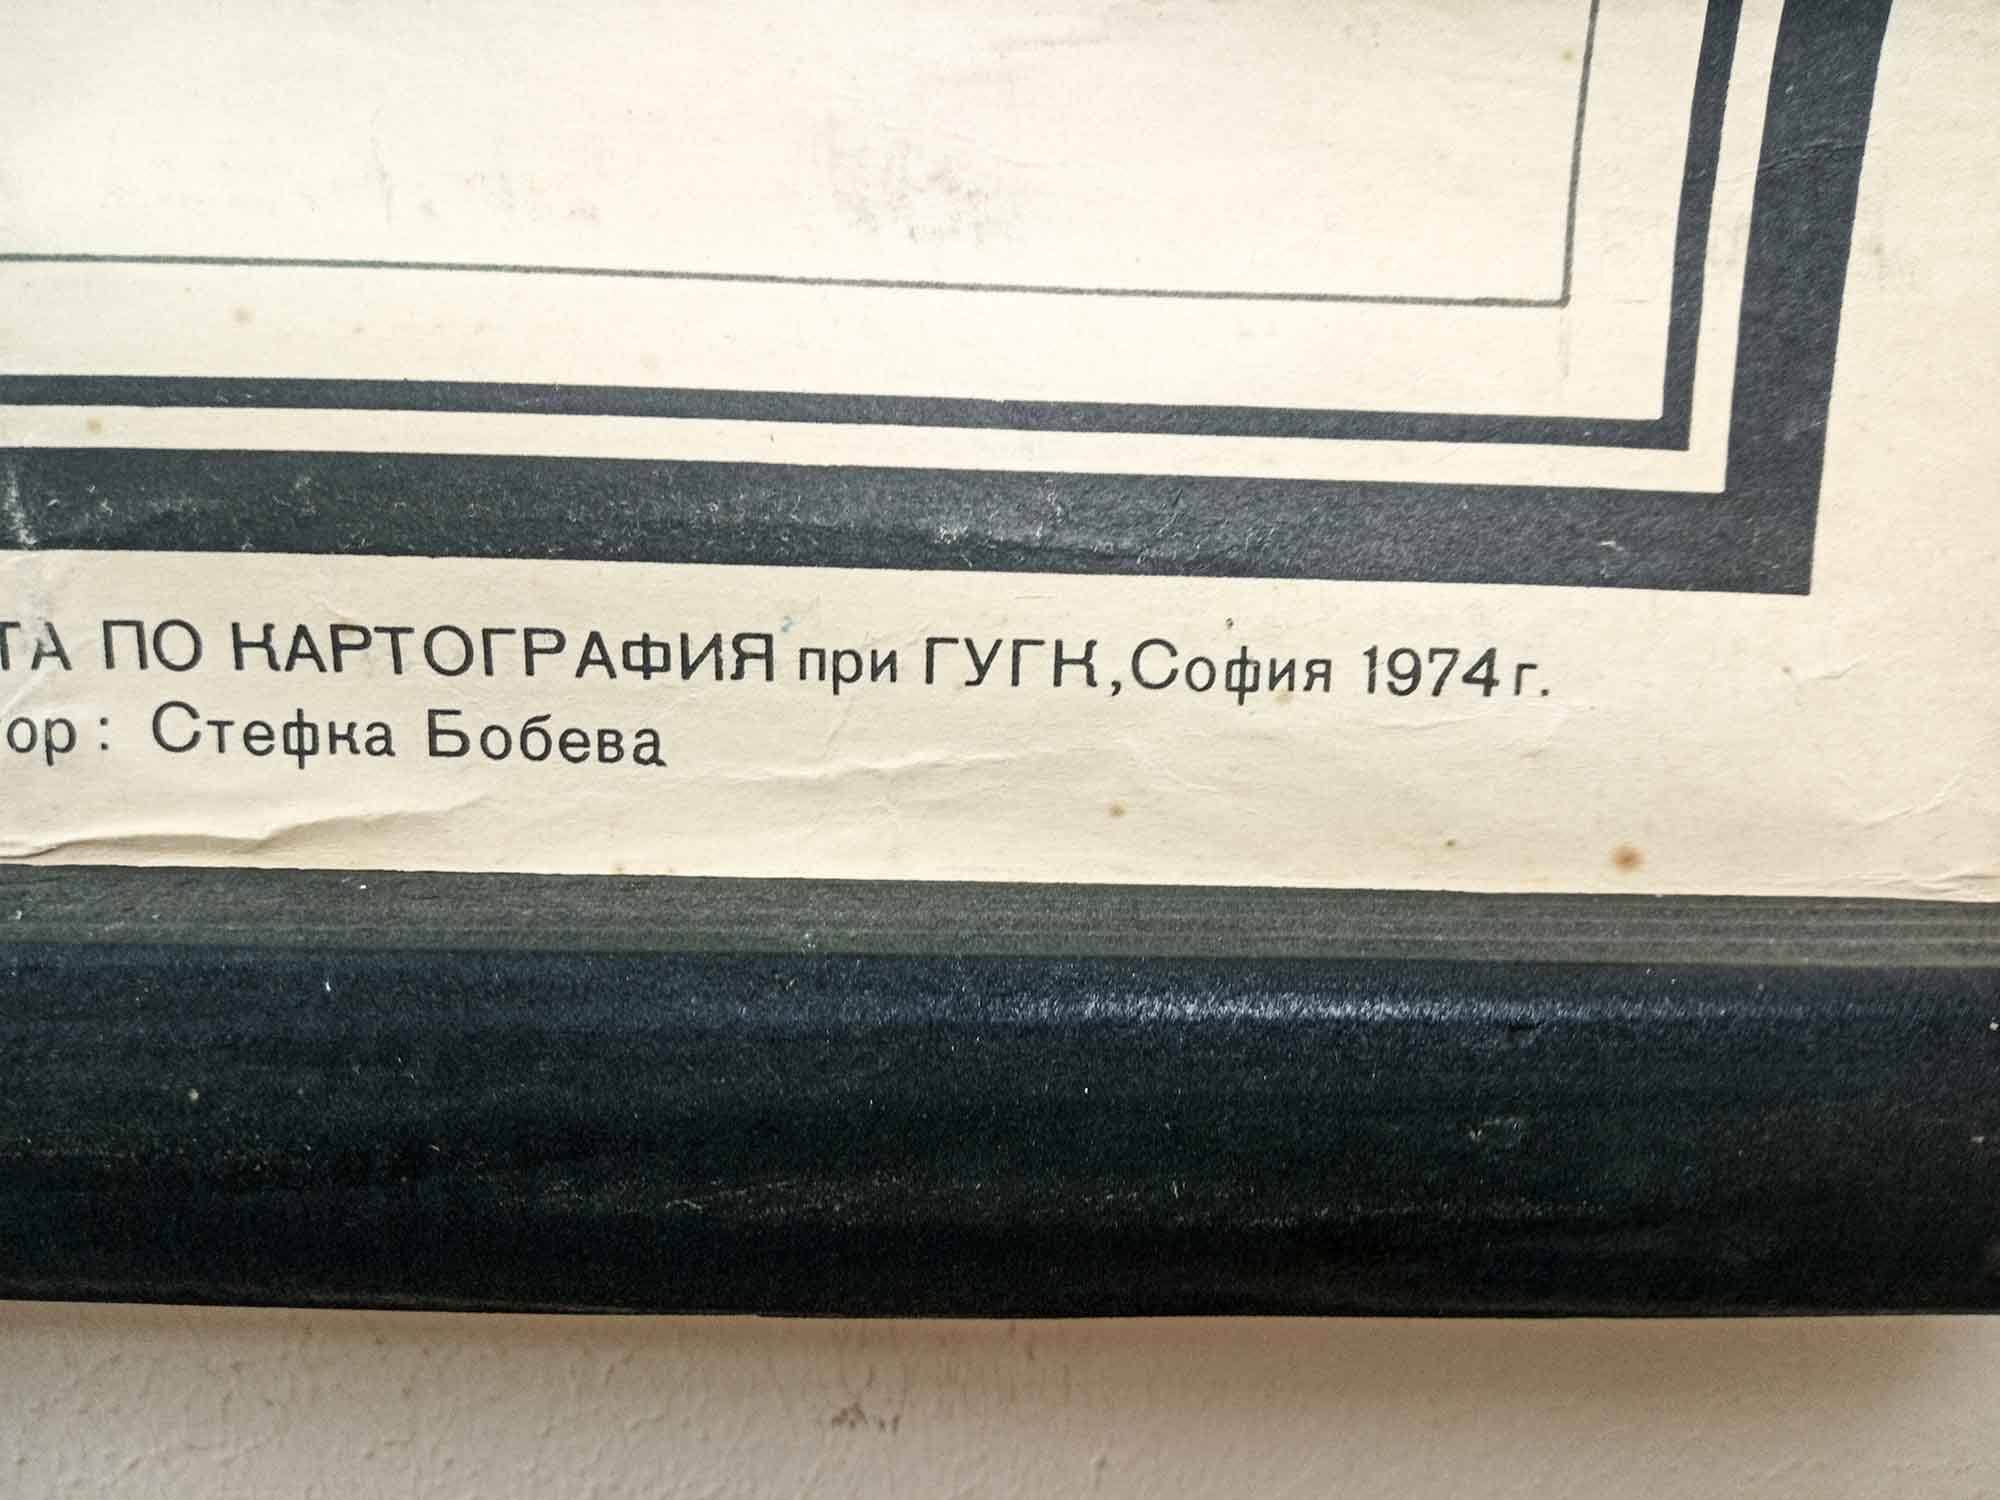 ТА ПО КАРТОГРАФИЯ при ГУГК, София 1974 г.
ор: Стефка Бобева